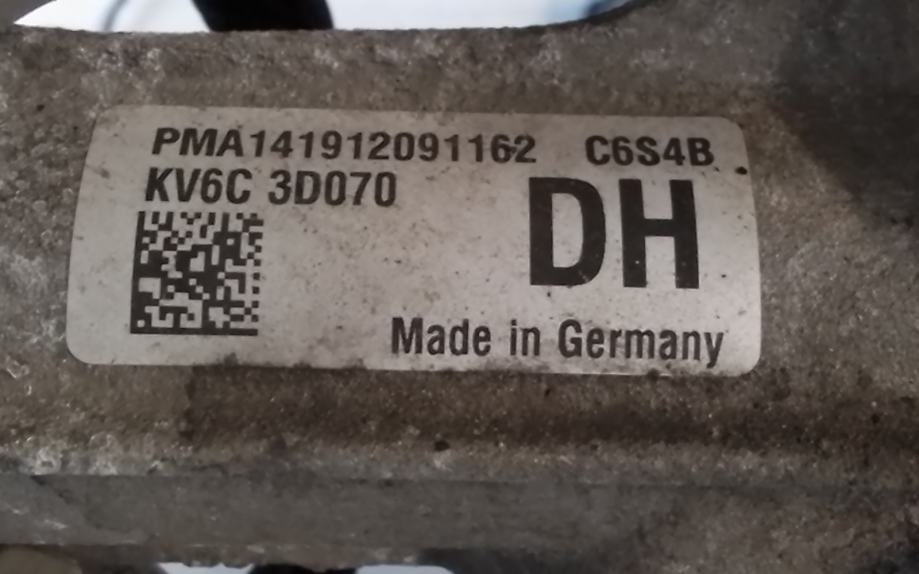 PMA141912091162 C6S4B
KV6C 3D070
DH
Made in Germany